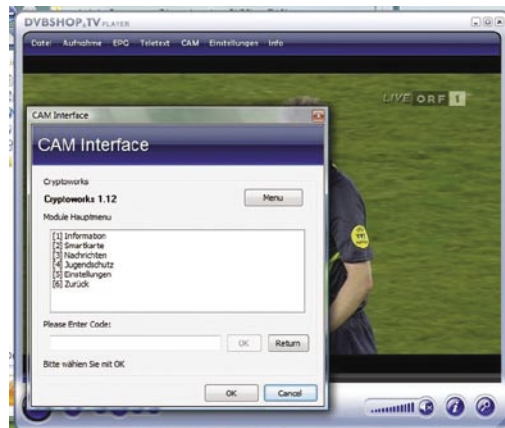 DVBSHOP.TV PLAYER
Datei Aufnahme EPG Teletext CAM Einstellungen Info
LIVE ORF 1
CAM Interface
CAM Interface
Cryptoworks
Cryptoworks 1.12
Menu
Module Hauptmenu
[1] Information
[2] Smartkarte
[3] Nachrichten
[4] Jugendschutz
[5] Einstellungen
[6] Zurück
Please Enter Code:
OK Return
Bitte wählen Sie mit OK
OK Cancel